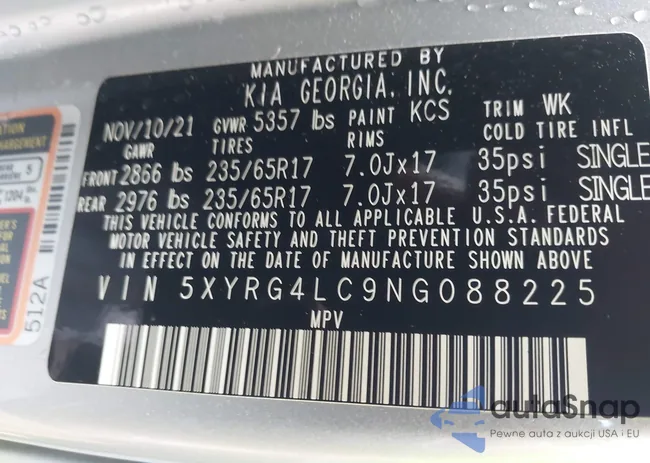 MANUFACTURED BY
KIA GEORGIA, INC.
NOV/10/21 GVWR 5357 lbs PAINT KCS TRIM WK
GAWR TIRES RIMS COLD TIRE INFL
FRONT 2866 lbs 235/65R17 7.0Jx17 35psi SINGLE
REAR 2976 lbs 235/65R17 7.0Jx17 35psi SINGLE
THIS VEHICLE CONFORMS TO ALL APPLICABLE U.S.A. FEDERAL
MOTOR VEHICLE SAFETY AND THEFT PREVENTION STANDARDS
IN EFFECT ON THE DATE OF MANUFACTURE SHOWN ABOVE
VIN 5XYRG4LC9NG088225
MPV
512A
autoSnap
Pewne auta z aukcji USA i EU